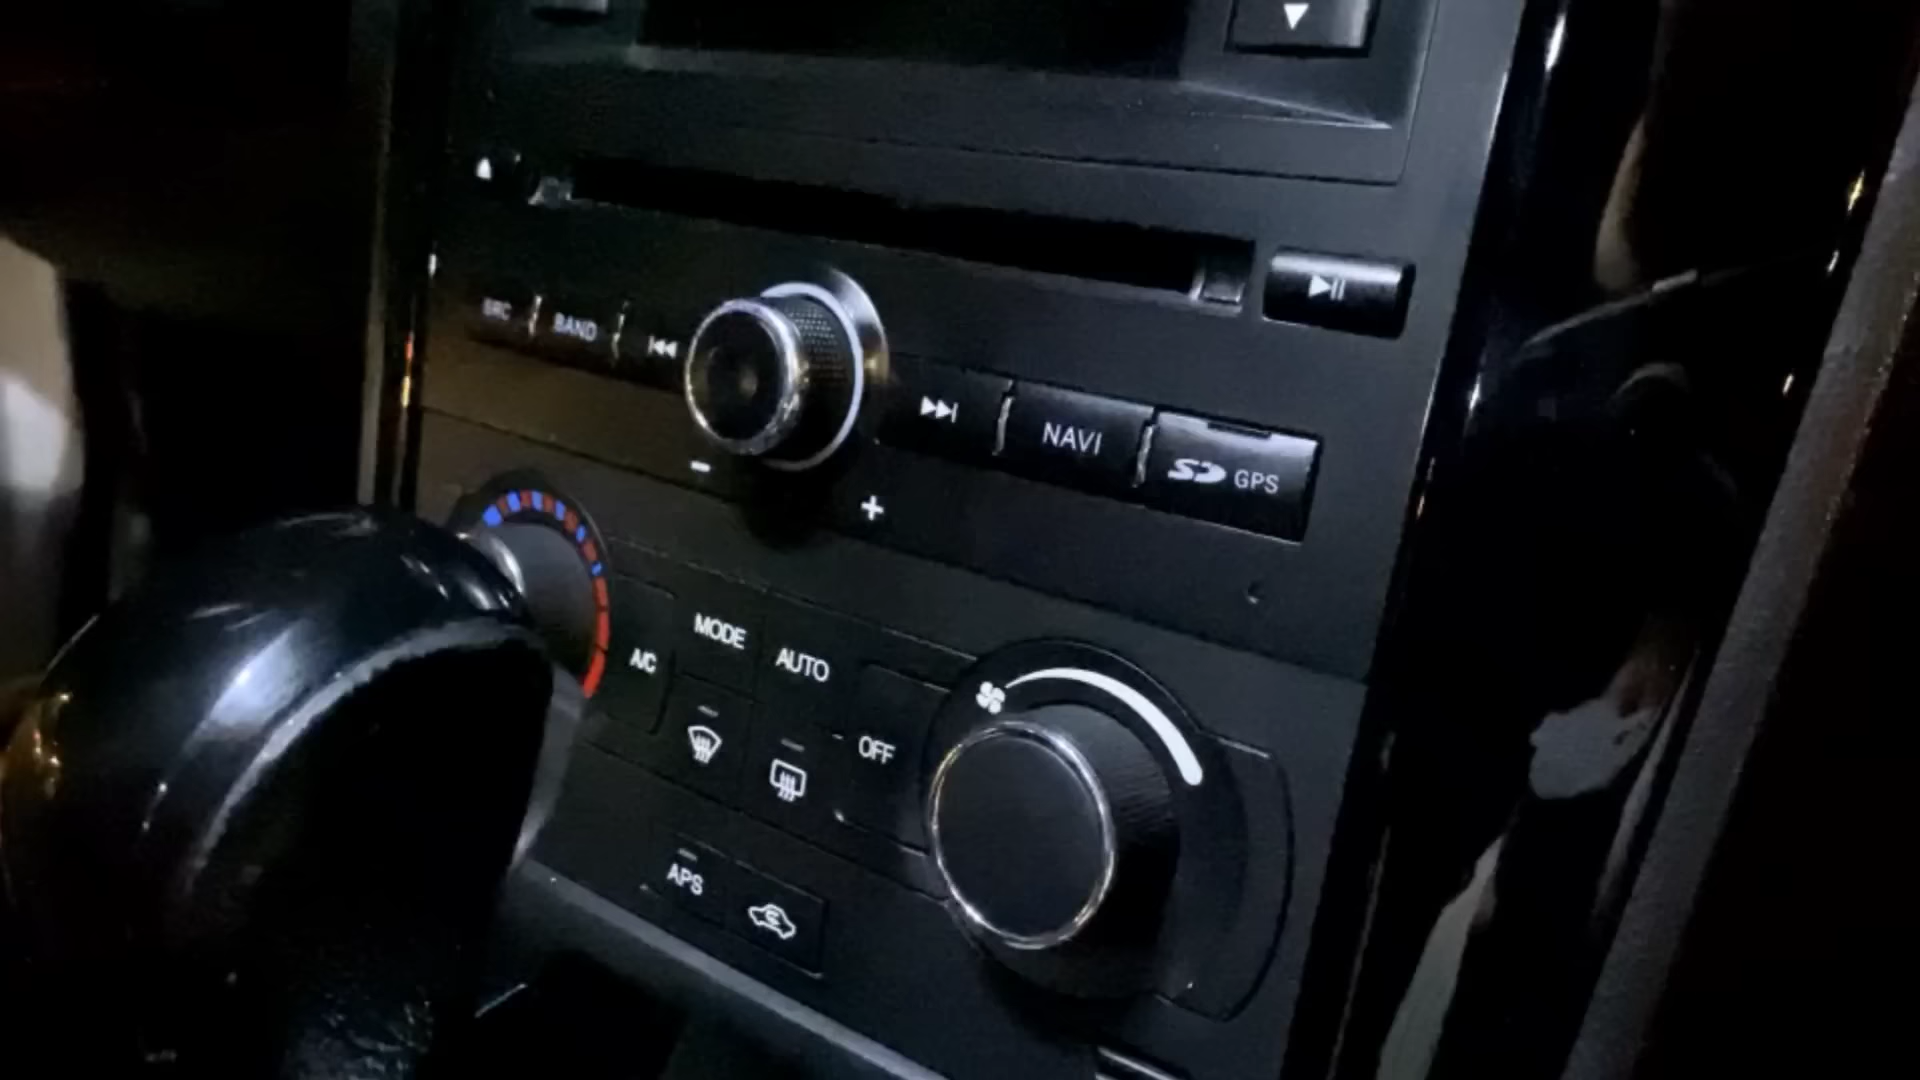 SRC BAND
NAVI
SD GPS
- +
A/C MODE AUTO
OFF
APS